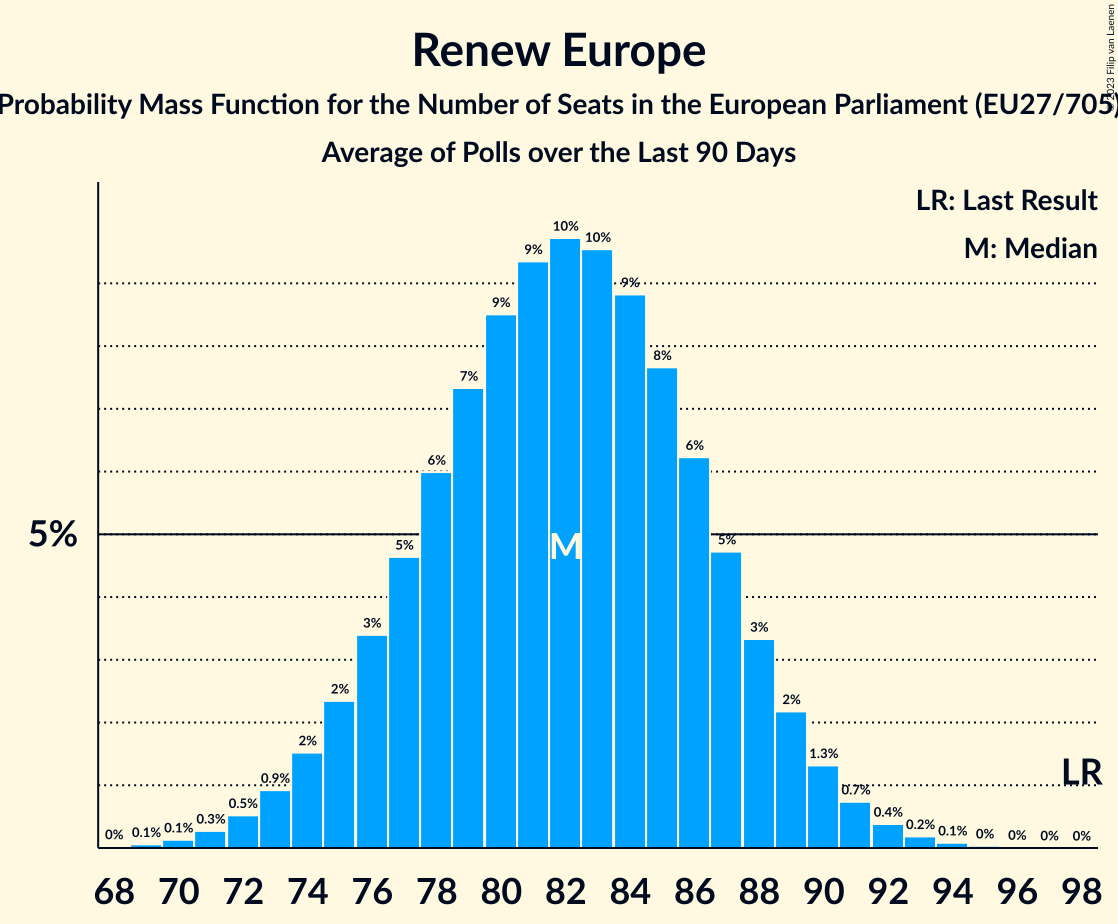 Renew Europe
Probability Mass Function for the Number of Seats in the European Parliament (EU27/705)
Average of Polls over the Last 90 Days
© 2023 Filip van Laenen
LR: Last Result
M: Median
5%
0% 0.1% 0.1% 0.3% 0.5% 0.9% 2% 2% 3% 5% 6% 7% 9% 9% 10% 10% 9% 8% 6% 5% 3% 2% 1.3% 0.7% 0.4% 0.2% 0.1% 0% 0% 0% 0%
M
LR
68 70 72 74 76 78 80 82 84 86 88 90 92 94 96 98